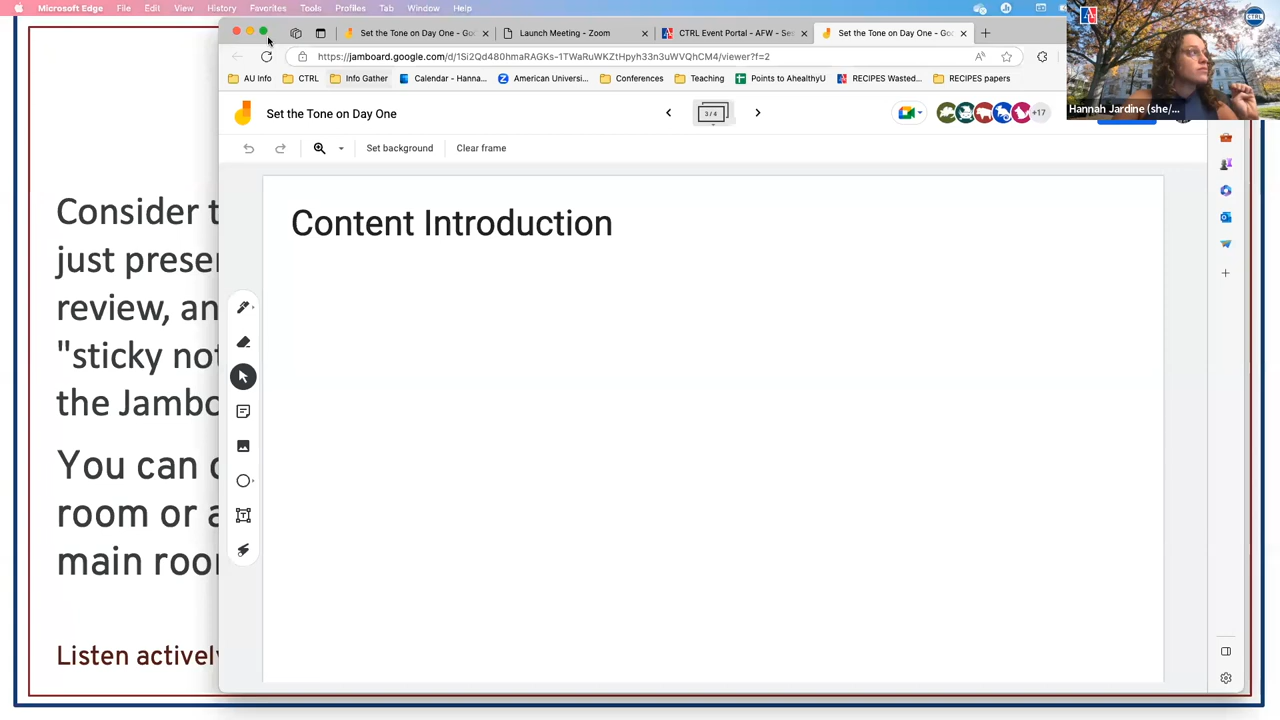 Microsoft Edge File Edit View History Favorites Tools Profiles Tab Window Help
Set the Tone on Day One - Go
Launch Meeting - Zoom
CTRL Event Portal - AFW - Ses
Set the Tone on Day One - Go
https://jamboard.google.com/d/1Si2Qd480hmaRAGKs-1TWaRuWKZtHpyh33n3uWVQhCM4/viewer?f=2
AU Info CTRL Info Gather Calendar - Hanna... American Universi... Conferences Teaching Points to AhealthyU RECIPES Wasted... RECIPES papers
Hannah Jardine (she/...
CTRL
Set the Tone on Day One
3 / 4
+17
Set background Clear frame
Content Introduction
Consider t
just preser
review, an
"sticky not
the Jambo
You can c
room or a
main roor
Listen actively